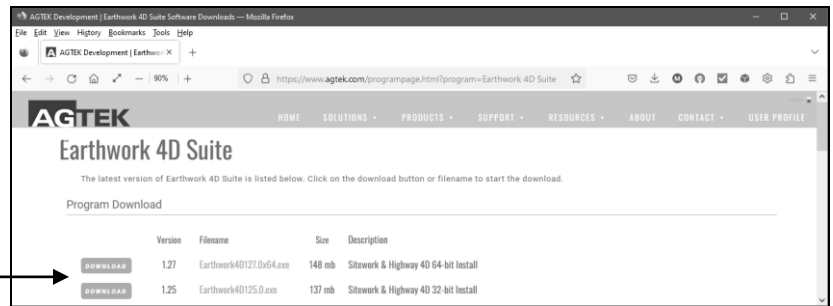 AGTEK Development | Earthwork 4D Suite Software Downloads — Mozilla Firefox
File Edit View History Bookmarks Tools Help
AGTEK Development | Earthwor
90%
https://www.agtek.com/programpage.html?program=Earthwork 4D Suite
AGTEK HOME SOLUTIONS PRODUCTS SUPPORT RESOURCES ABOUT CONTACT USER PROFILE
Earthwork 4D Suite
The latest version of Earthwork 4D Suite is listed below. Click on the download button or filename to start the download.
Program Download
Version Filename Size Description
DOWNLOAD 1.27 Earthwork4D127.0x64.exe 148 mb Sitework & Highway 4D 64-bit Install
DOWNLOAD 1.25 Earthwork4D125.0.exe 137 mb Sitework & Highway 4D 32-bit Install